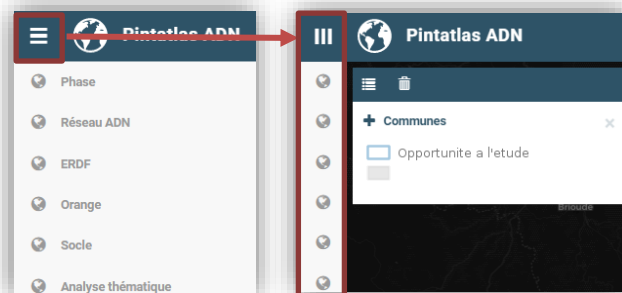 Pintatlas ADN
Phase
Réseau ADN
ERDF
Orange
Socle
Analyse thématique
Pintatlas ADN
Communes
Opportunite a l'etude
Brioude